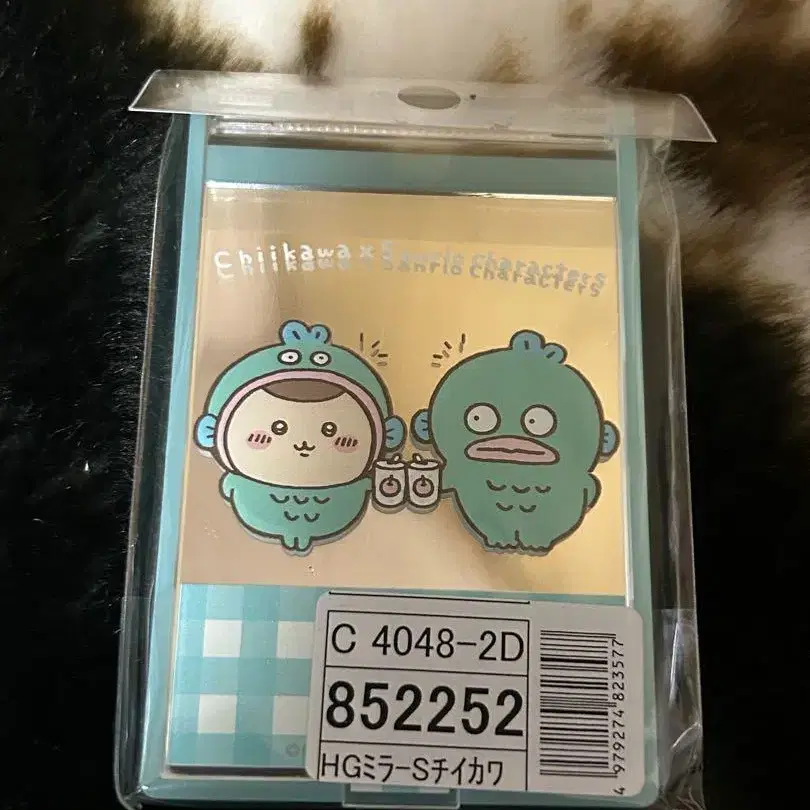 Chiikawa x Sanrio characters
C 4048-2D
852252
HGミラーSチイカワ
4 979274 823577
©